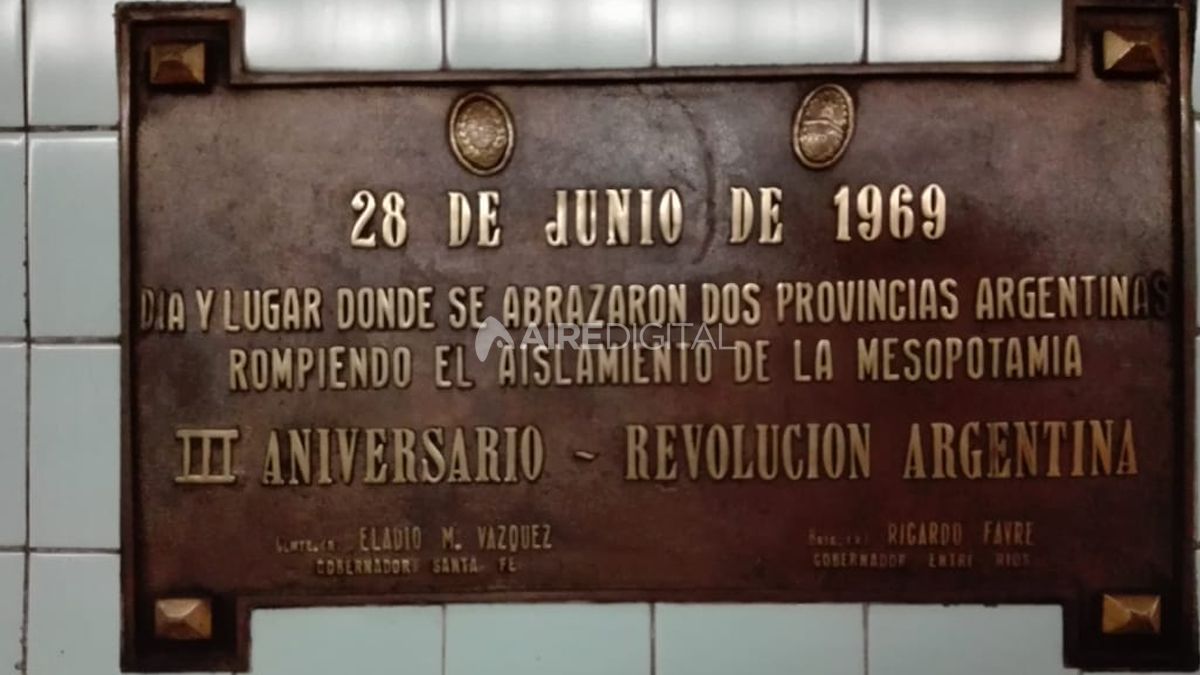 28 DE JUNIO DE 1969
DIA Y LUGAR DONDE SE ABRAZARON DOS PROVINCIAS ARGENTINAS
AIREDIGITAL
ROMPIENDO EL AISLAMIENTO DE LA MESOPOTAMIA
III ANIVERSARIO - REVOLUCION ARGENTINA
ELADIO M. VAZQUEZ
GOBERNADOR SANTA FE
RICARDO FAVRE
GOBERNADOR ENTRE RIOS